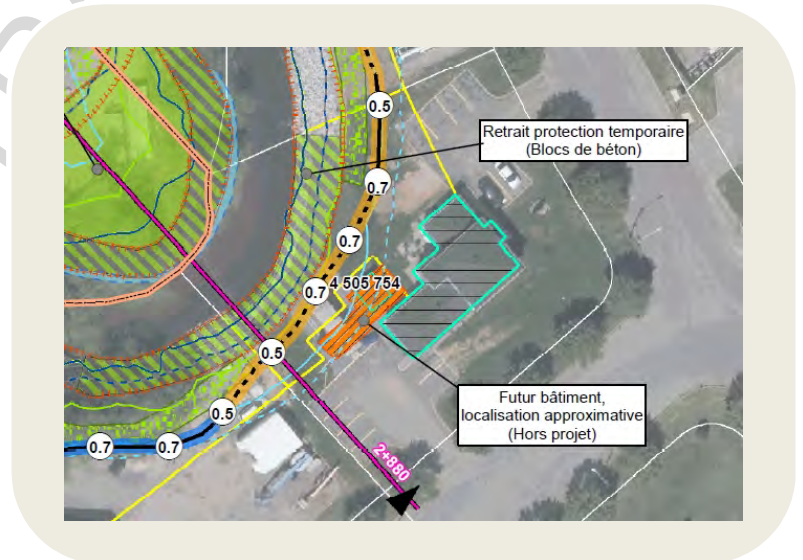 0.5
Retrait protection temporaire
(Blocs de béton)
0.7
0.7
0.7 4 505 754
0.5
Futur bâtiment,
localisation approximative
(Hors projet)
0.5
0.7 0.7
2+880